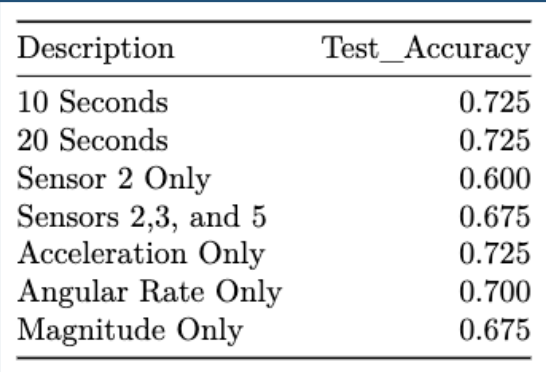 Description Test_Accuracy
10 Seconds 0.725
20 Seconds 0.725
Sensor 2 Only 0.600
Sensors 2,3, and 5 0.675
Acceleration Only 0.725
Angular Rate Only 0.700
Magnitude Only 0.675